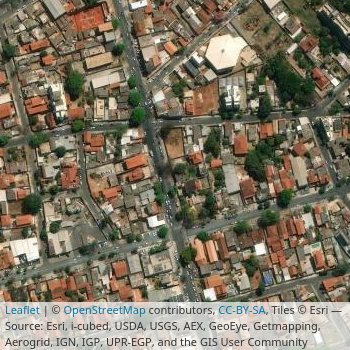 Leaflet | © OpenStreetMap contributors, CC-BY-SA, Tiles © Esri —
Source: Esri, i-cubed, USDA, USGS, AEX, GeoEye, Getmapping,
Aerogrid, IGN, IGP, UPR-EGP, and the GIS User Community